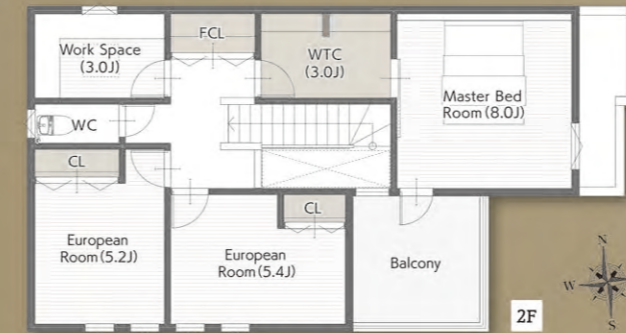 Work Space
(3.0J)
FCL
WTC
(3.0J)
Master Bed
Room (8.0J)
WC
CL
European
Room (5.2J)
European
Room (5.4J)
CL
Balcony
N
W
S
2F